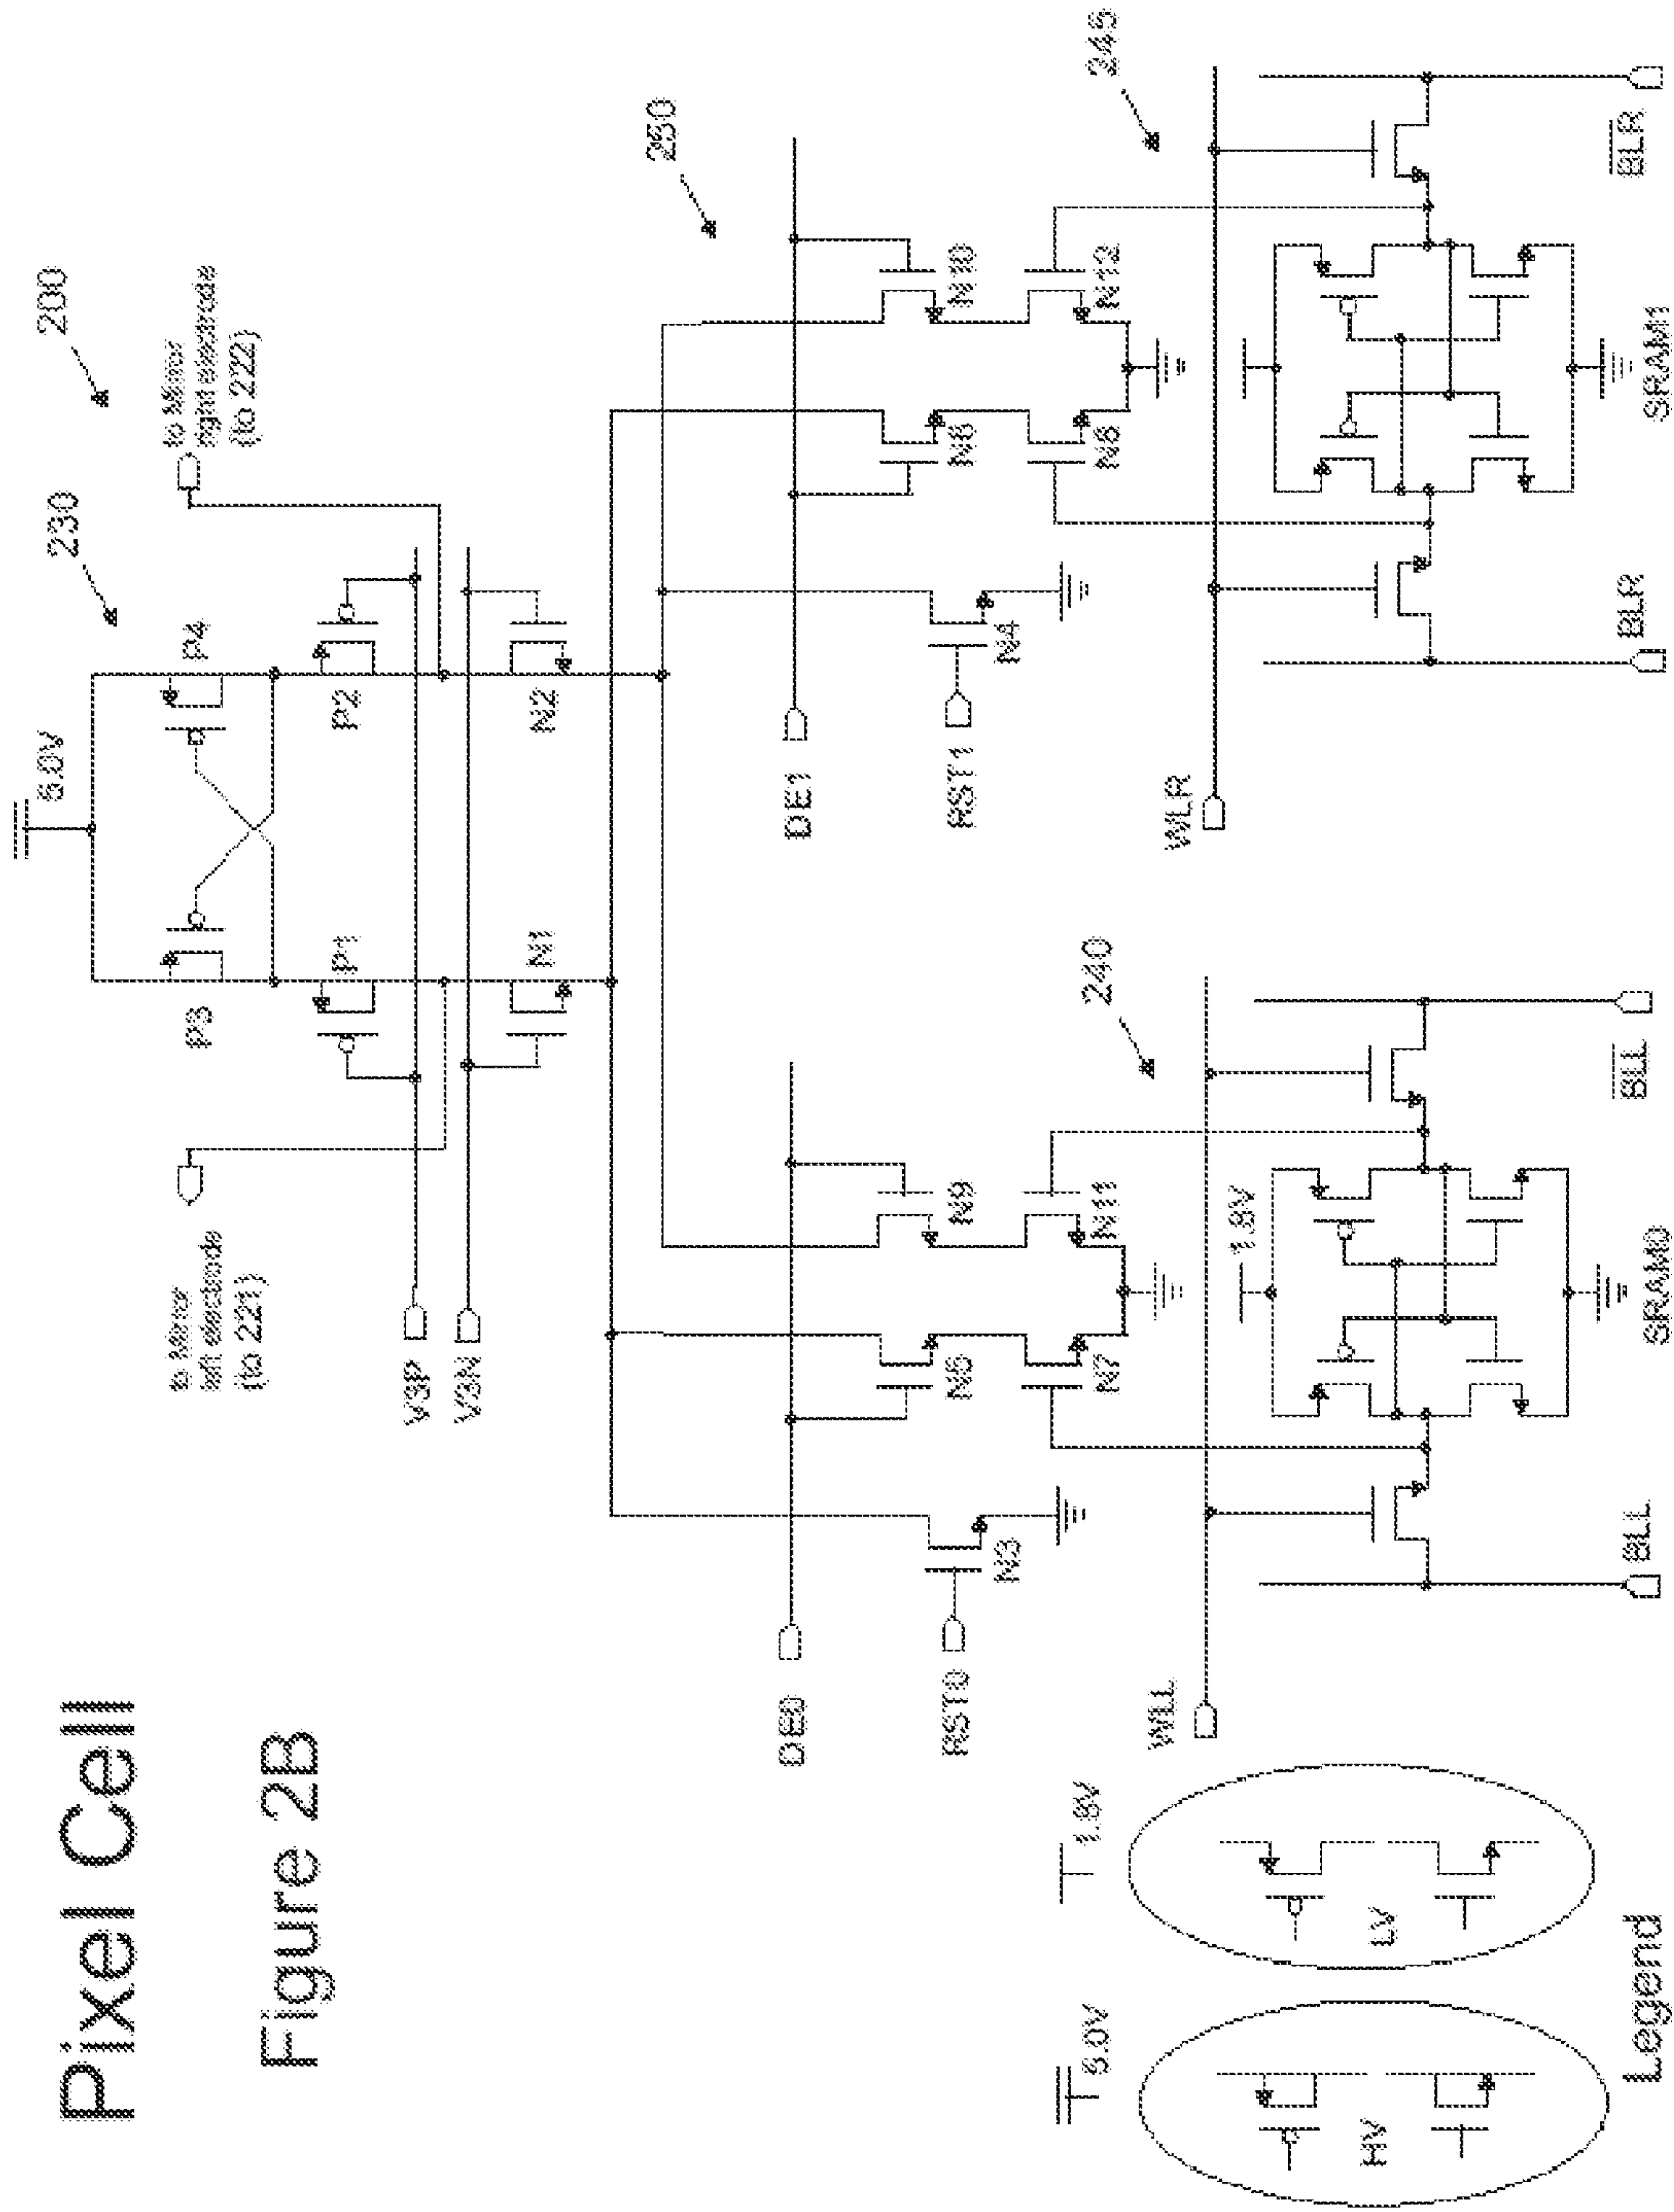 Pixel Cell
Figure 2B
200
230
5.0V
to Mirror
left electrode
(to 221)
to Mirror
right electrode
(to 222)
P3
P4
P1
P2
V3P
V3N
N1
N2
250
DE0
DE1
N5
N9
N6
N10
RST0
N3
N7
N11
RST1
N4
N8
N12
240
245
WLL
WLR
1.8V
BLL
SRAM0
BLL
BLR
SRAM1
BLR
5.0V
1.8V
HV
LV
Legend